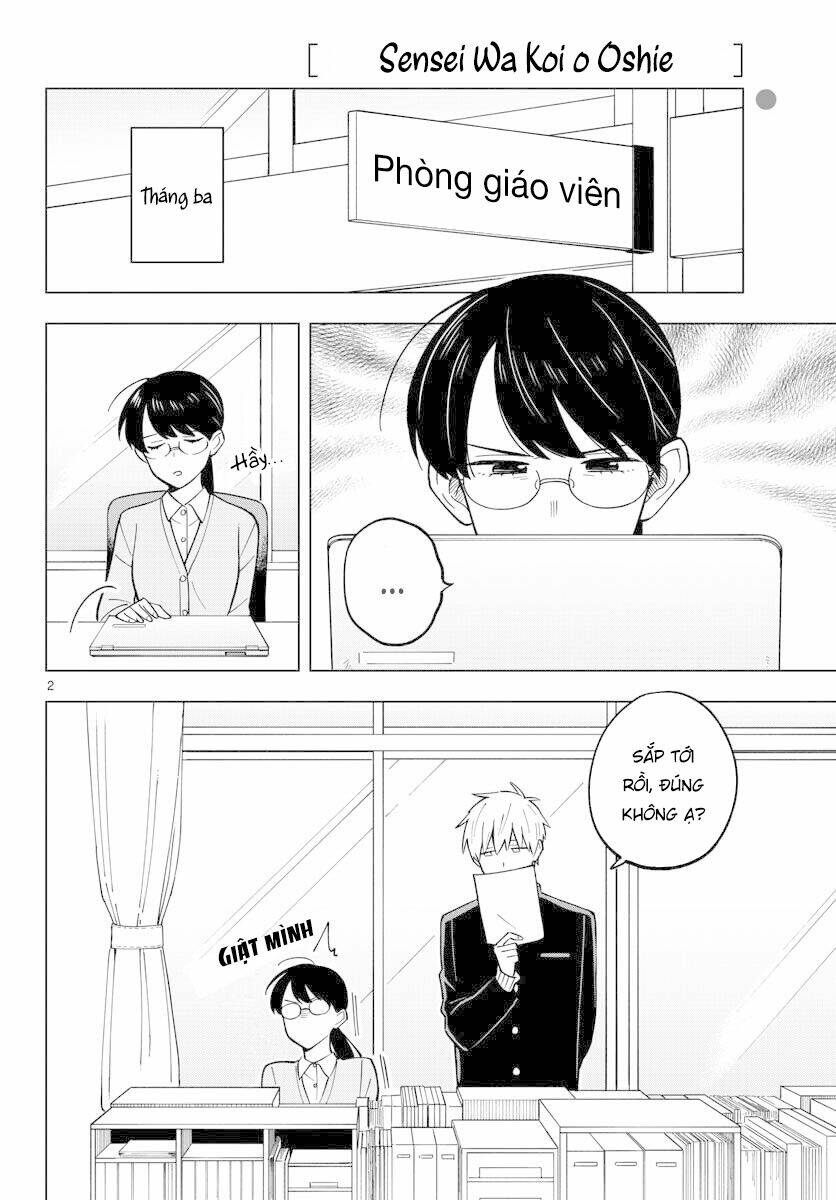 Sensei Wa Koi o Oshie
Phòng giáo viên
Tháng ba
...
Hầy...
2
SẮP TỚI
RỒI, ĐÚNG
KHÔNG Ạ?
GIẬT MÌNH